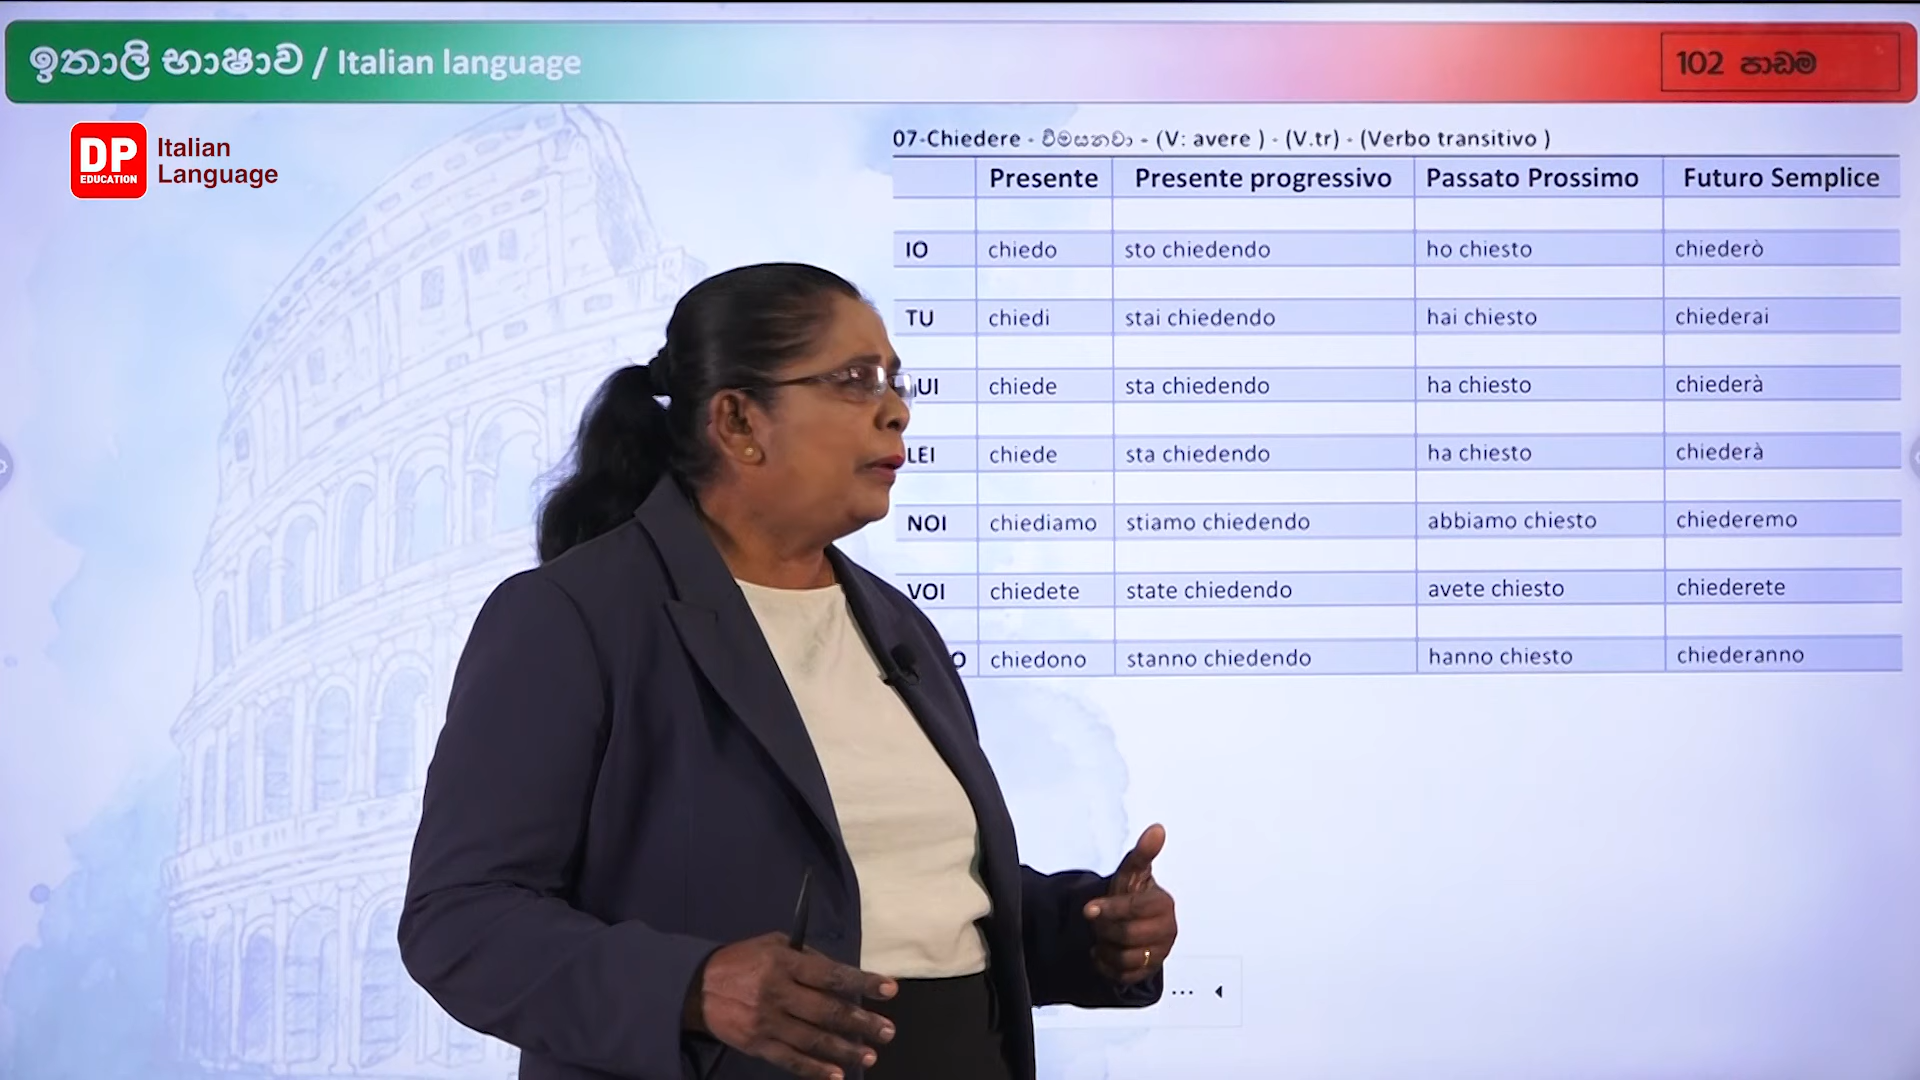 ඉතාලි භාෂාව / Italian language
102 පාඩම
DP
EDUCATION
Italian
Language
07-Chiedere - විමසනවා - (V: avere ) - (V.tr) - (Verbo transitivo )
Presente Presente progressivo Passato Prossimo Futuro Semplice
IO chiedo sto chiedendo ho chiesto chiederò
TU chiedi stai chiedendo hai chiesto chiederai
UI chiede sta chiedendo ha chiesto chiederà
LEI chiede sta chiedendo ha chiesto chiederà
NOI chiediamo stiamo chiedendo abbiamo chiesto chiederemo
VOI chiedete state chiedendo avete chiesto chiederete
O chiedono stanno chiedendo hanno chiesto chiederanno